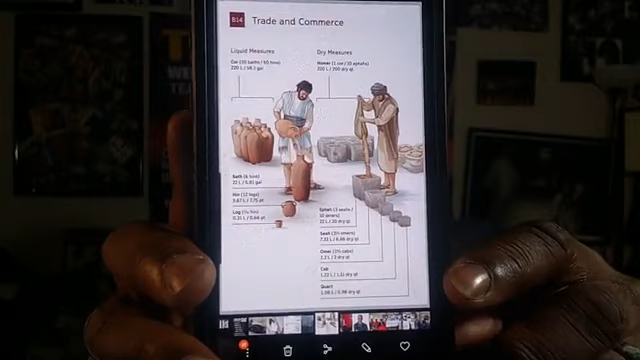 B14 Trade and Commerce
Liquid Measures
Cor (10 baths / 60 hins)
220 L / 58.1 gal
Dry Measures
Homer (1 cor / 10 ephahs)
220 L / 200 dry qt
Bath (6 hins)
22 L / 5.81 gal
Hin (12 logs)
3.67 L / 7.75 pt
Log (1/12 hin)
0.31 L / 0.66 pt
Ephah (3 seahs /
10 omers)
22 L / 20 dry qt
Seah (3 1/3 omers)
7.33 L / 6.66 dry qt
Omer (1 4/5 cabs)
2.2 L / 2 dry qt
Cab
1.22 L / 1.11 dry qt
Quart
1.08 L / 0.98 dry qt